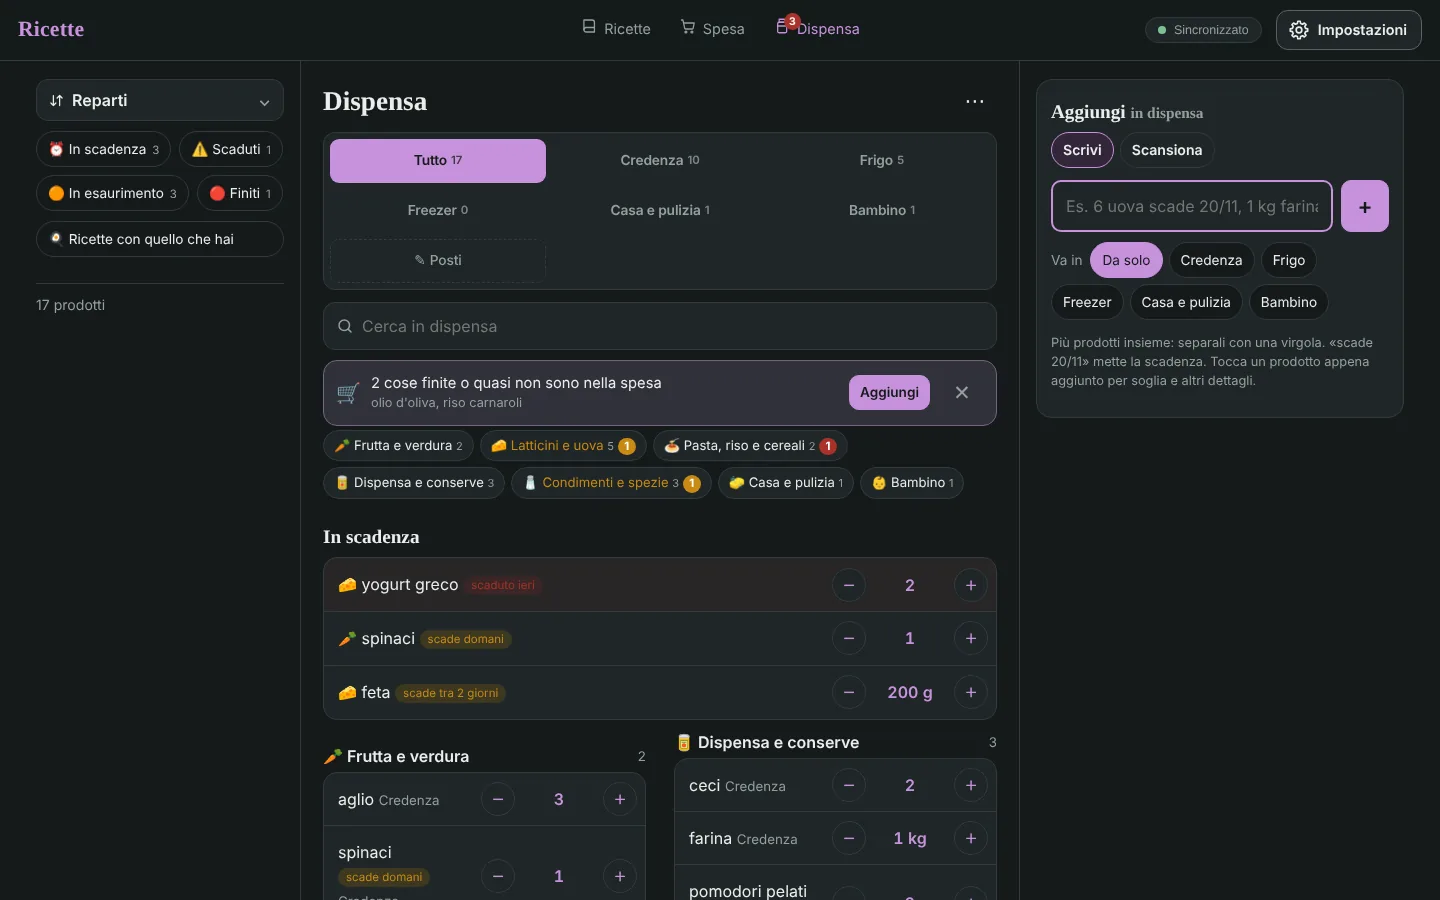 Ricette
Ricette
Spesa
3
Dispensa
Sincronizzato
Impostazioni
Reparti
In scadenza 3
Scaduti 1
In esaurimento 3
Finiti 1
Ricette con quello che hai
17 prodotti
Dispensa
Tutto 17
Credenza 10
Frigo 5
Freezer 0
Casa e pulizia 1
Bambino 1
✎ Posti
Cerca in dispensa
2 cose finite o quasi non sono nella spesa
olio d'oliva, riso carnaroli
Aggiungi
Frutta e verdura 2
Latticini e uova 5 1
Pasta, riso e cereali 2 1
Dispensa e conserve 3
Condimenti e spezie 3 1
Casa e pulizia 1
Bambino 1
In scadenza
yogurt greco scaduto ieri
− 2 +
spinaci scade domani
− 1 +
feta scade tra 2 giorni
− 200 g +
Frutta e verdura 2
aglio Credenza
− 3 +
spinaci
scade domani
− 1 +
Dispensa e conserve 3
ceci Credenza
− 2 +
farina Credenza
− 1 kg +
pomodori pelati
Aggiungi in dispensa
Scrivi
Scansiona
Es. 6 uova scade 20/11, 1 kg farina
+
Va in
Da solo
Credenza
Frigo
Freezer
Casa e pulizia
Bambino
Più prodotti insieme: separali con una virgola. «scade
20/11» mette la scadenza. Tocca un prodotto appena
aggiunto per soglia e altri dettagli.